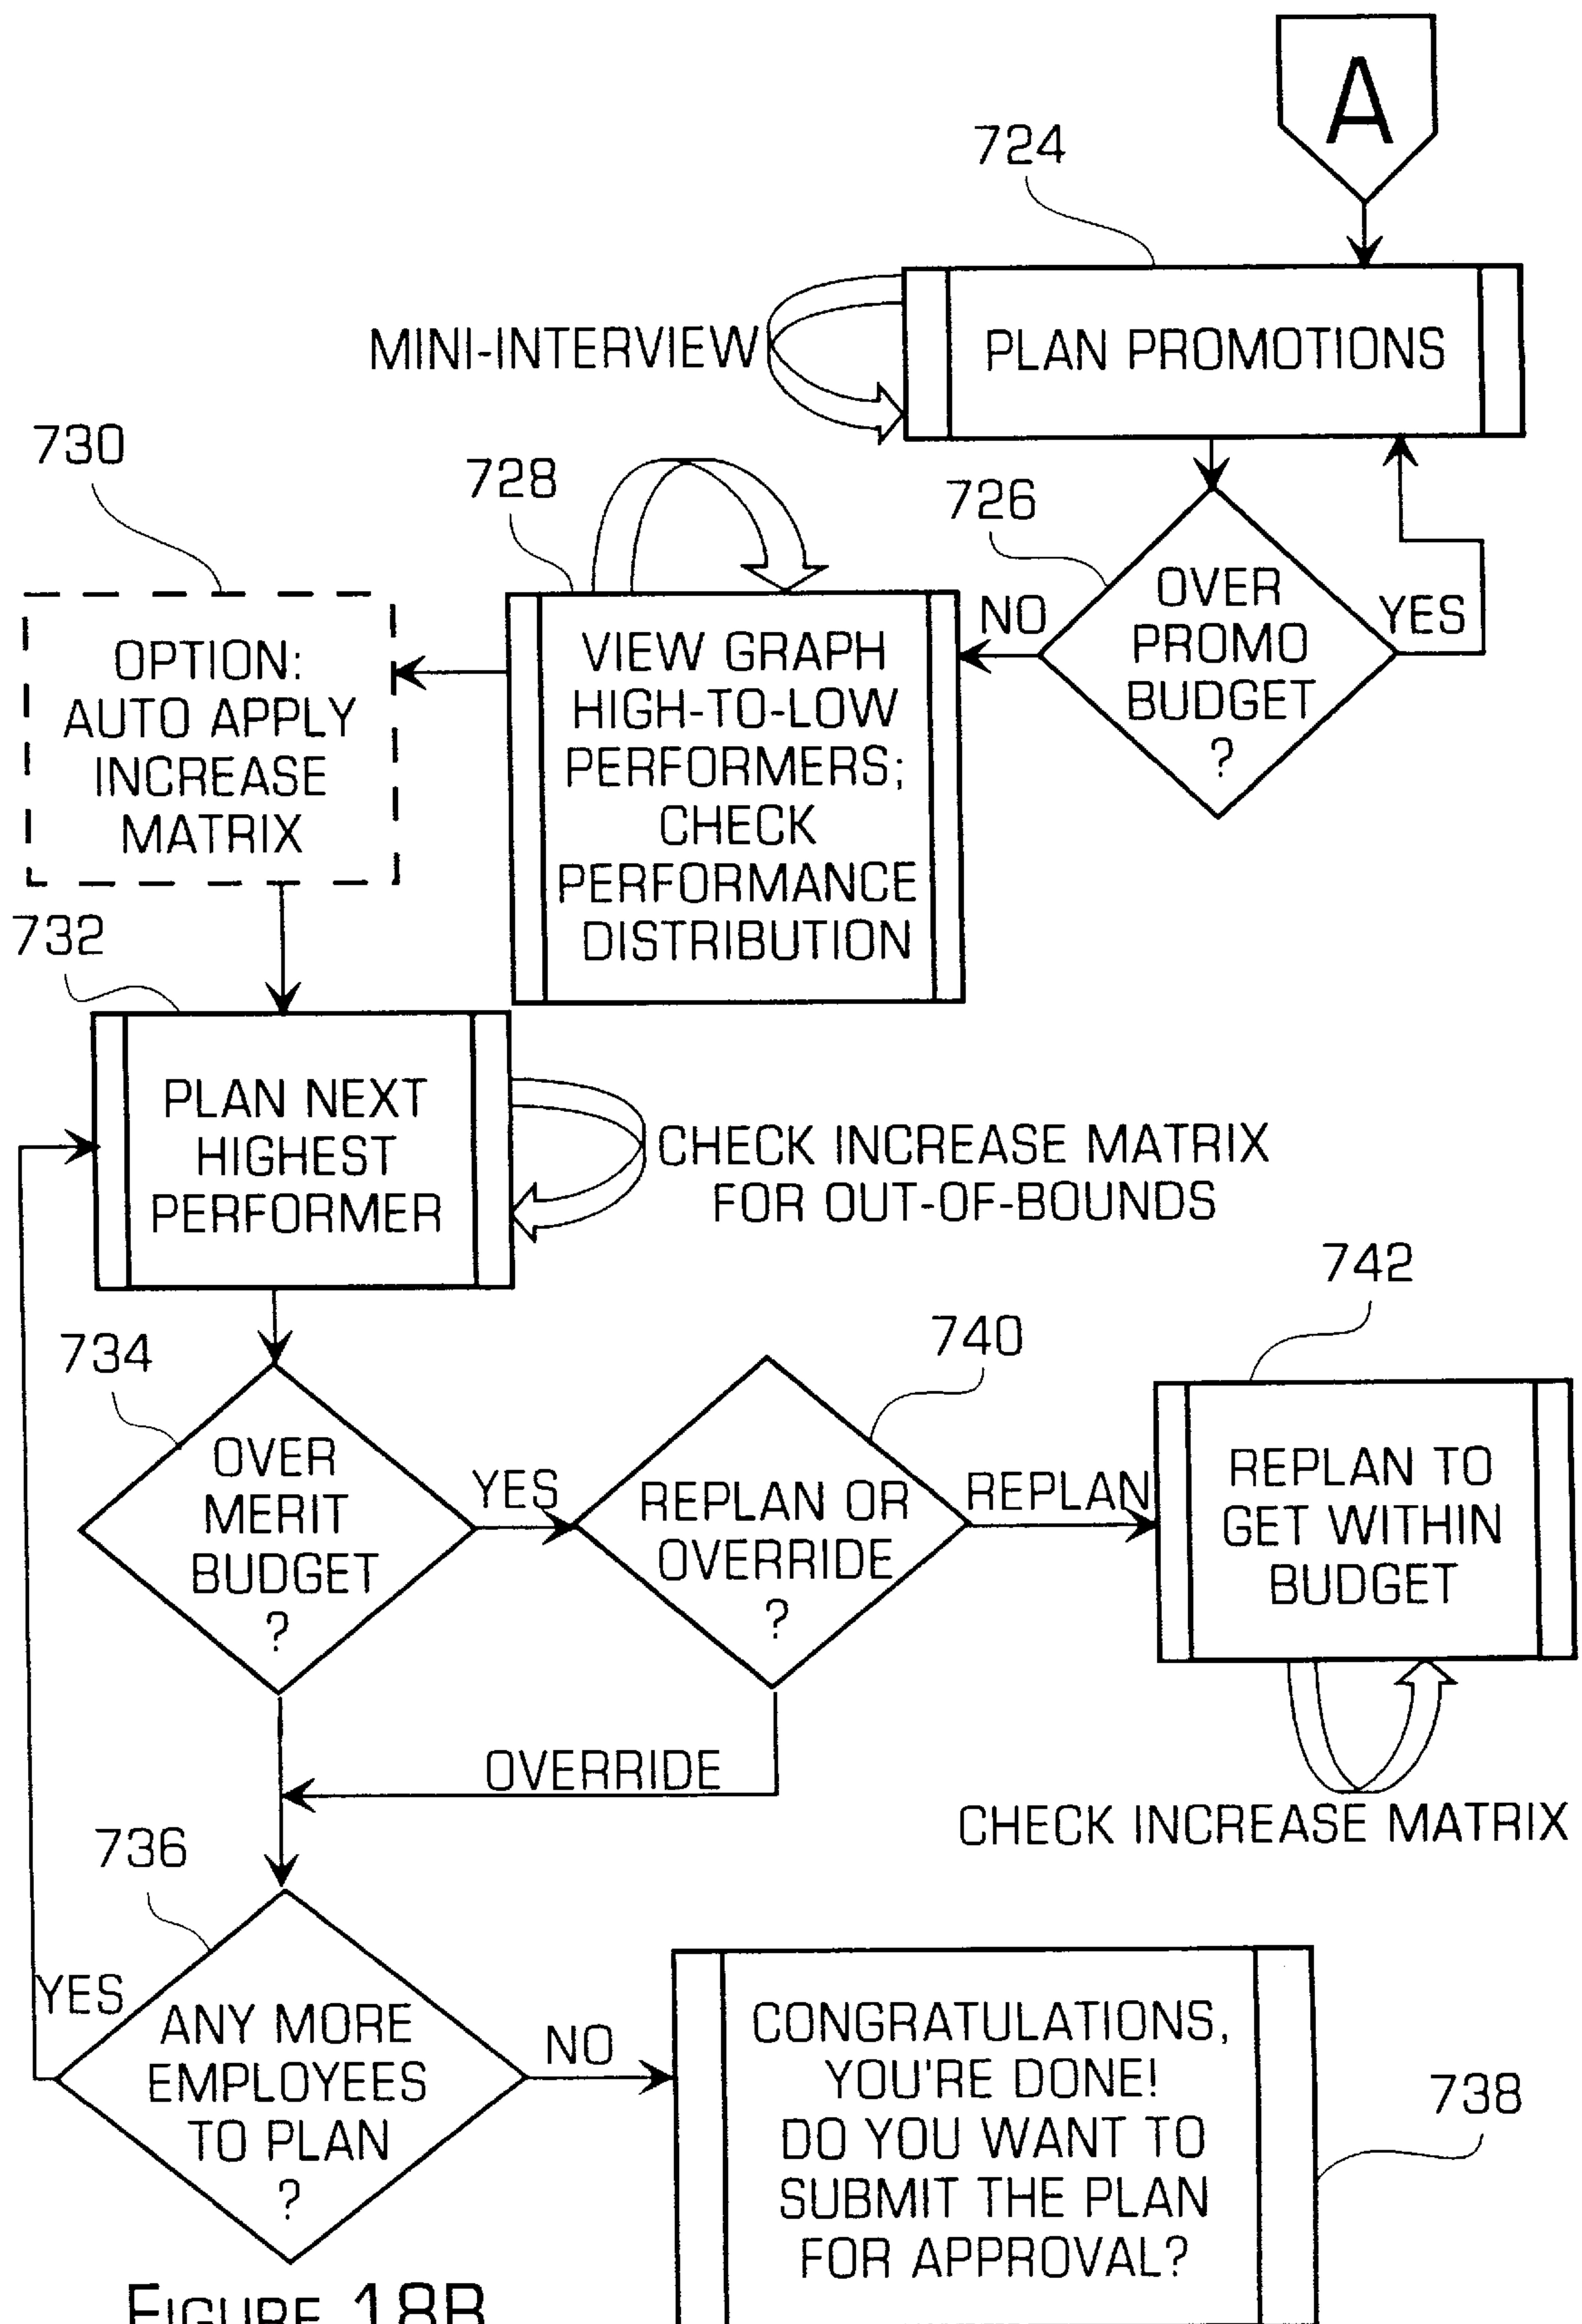 A
724
MINI-INTERVIEW
PLAN PROMOTIONS
730
728
726
OPTION:
AUTO APPLY
INCREASE
MATRIX
VIEW GRAPH
HIGH-TO-LOW
PERFORMERS;
CHECK
PERFORMANCE
DISTRIBUTION
NO
OVER
PROMO
BUDGET
?
YES
732
PLAN NEXT
HIGHEST
PERFORMER
CHECK INCREASE MATRIX
FOR OUT-OF-BOUNDS
734
740
742
OVER
MERIT
BUDGET
?
YES
REPLAN OR
OVERRIDE
?
REPLAN
REPLAN TO
GET WITHIN
BUDGET
OVERRIDE
CHECK INCREASE MATRIX
736
YES
ANY MORE
EMPLOYEES
TO PLAN
?
NO
CONGRATULATIONS,
YOU'RE DONE!
DO YOU WANT TO
SUBMIT THE PLAN
FOR APPROVAL?
738
FIGURE 18B